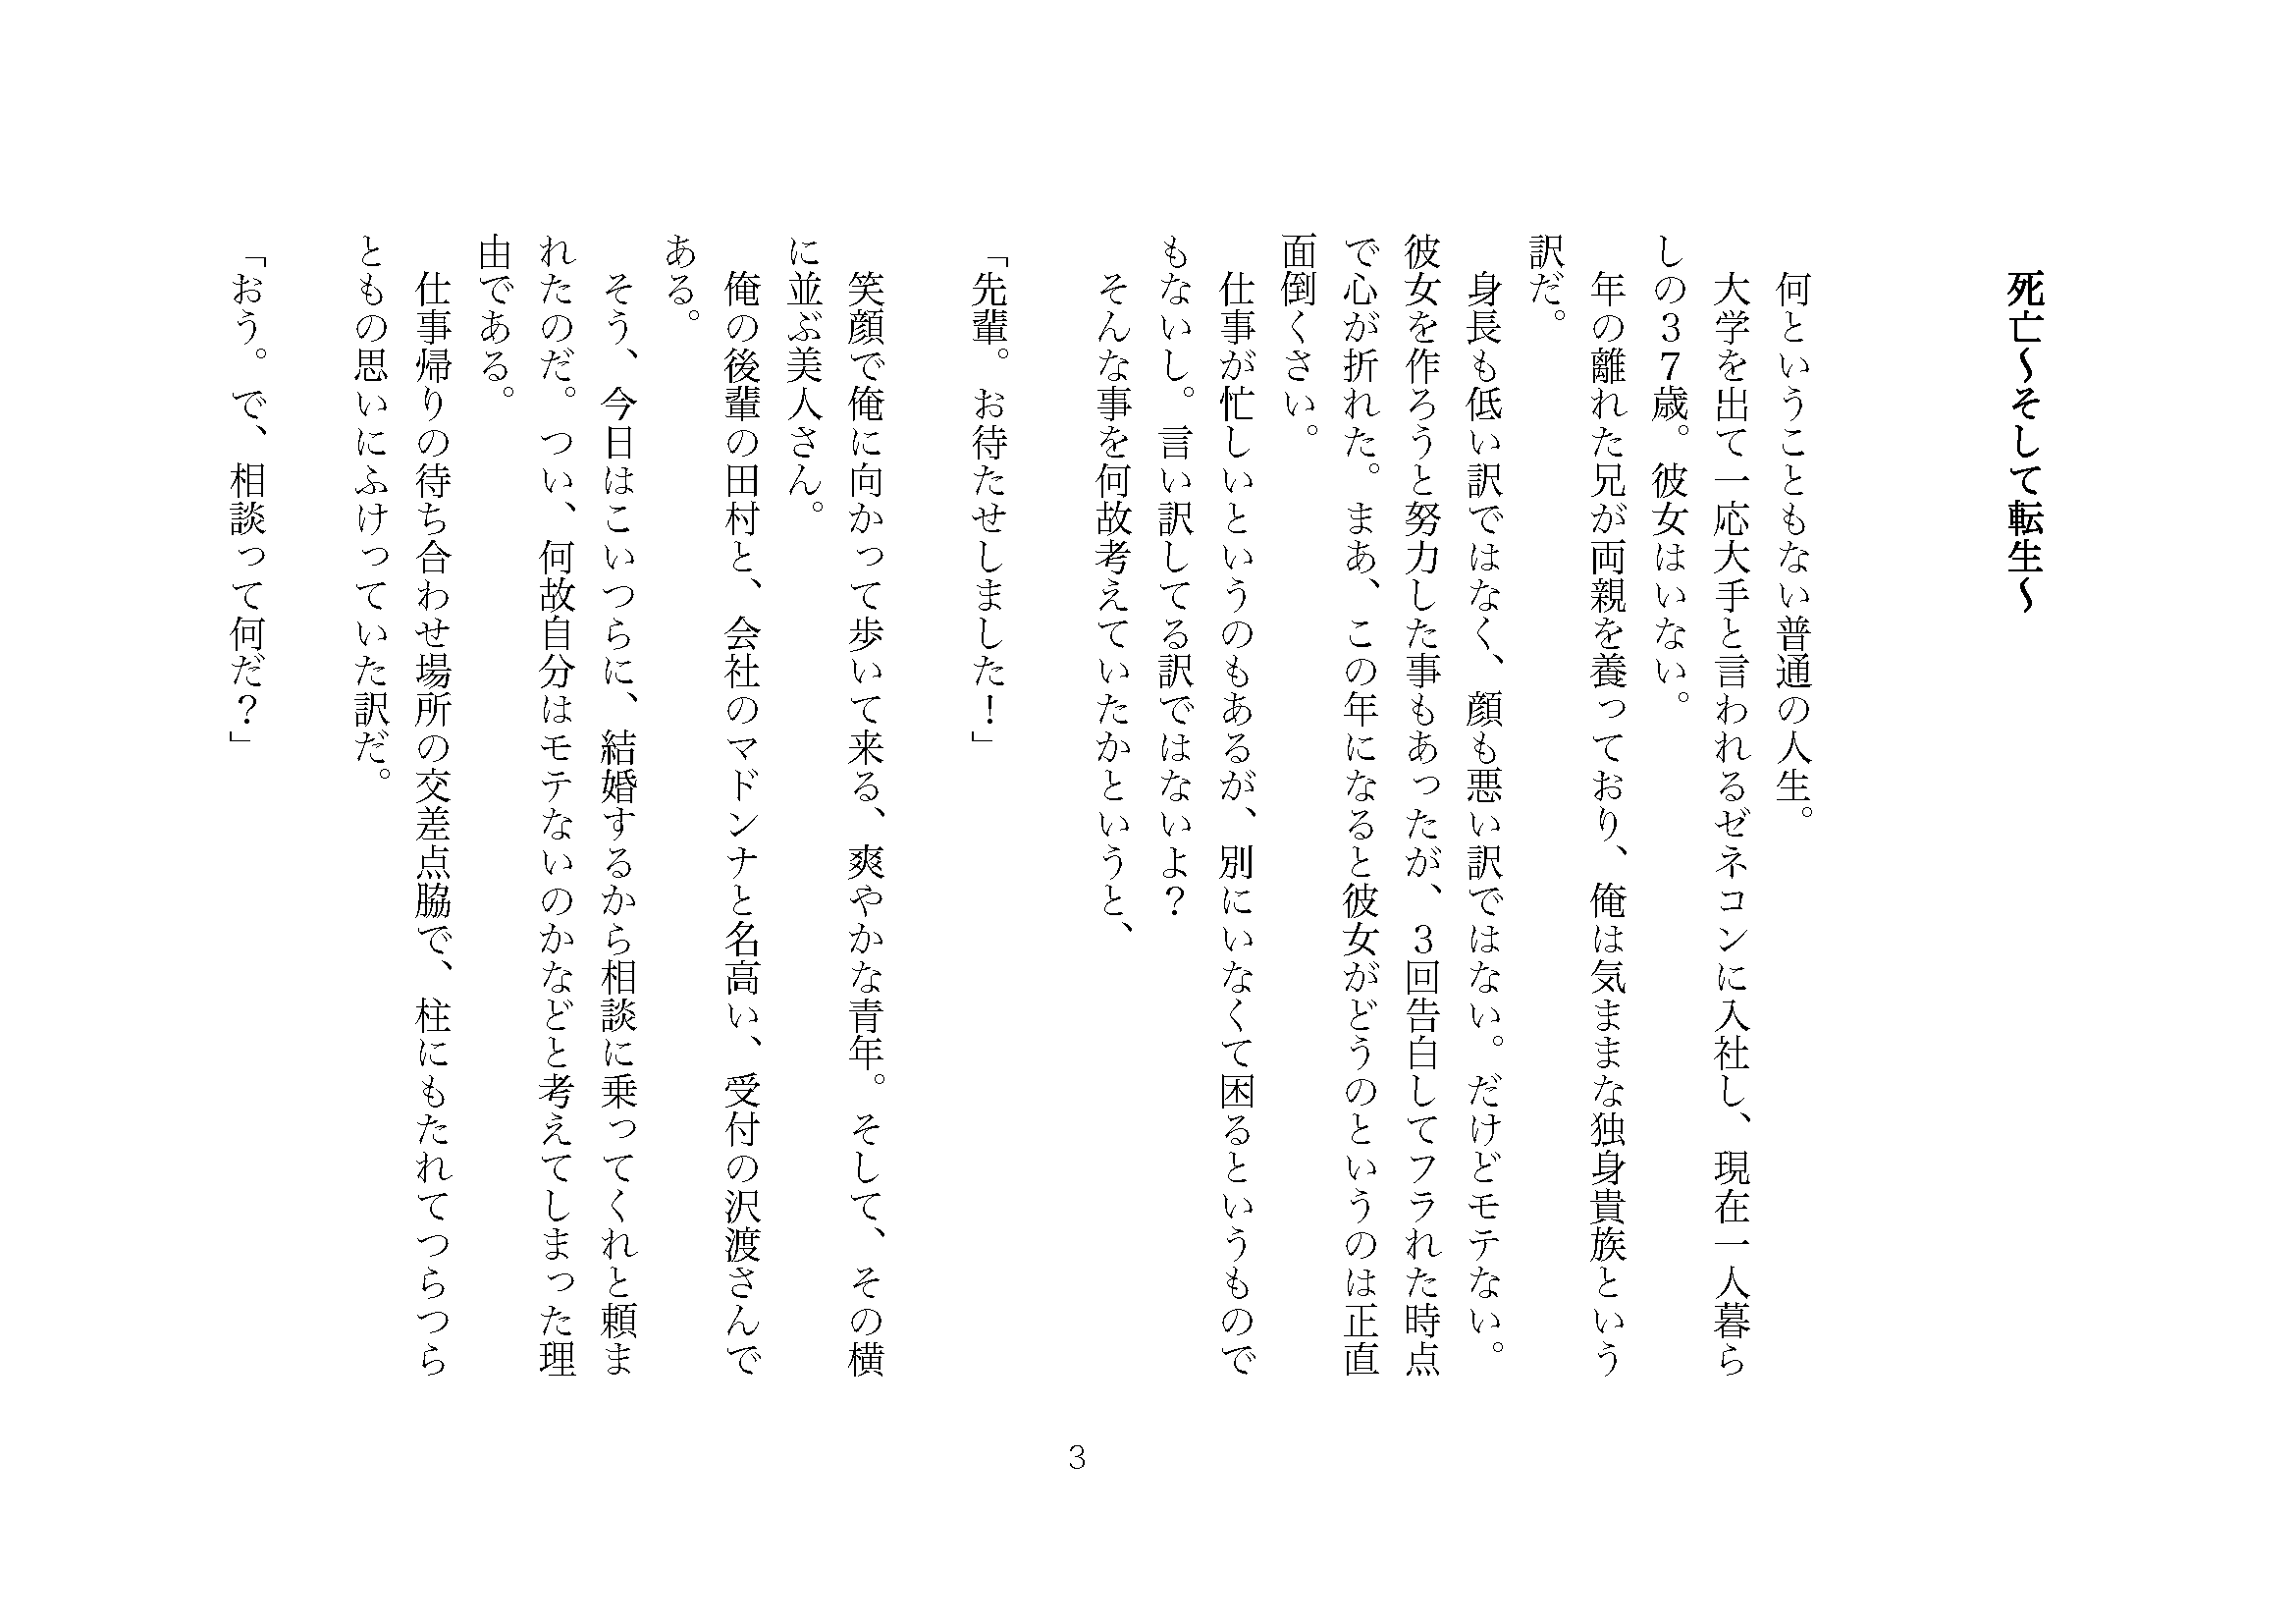 死亡～そして転生～
何ということもない普通の人生。
大学を出て一応大手と言われるゼネコンに入社し、現在一人暮ら
しの３７歳。彼女はいない。
年の離れた兄が両親を養っており、俺は気ままな独身貴族という
訳だ。
身長も低い訳ではなく、顔も悪い訳ではない。だけどモテない。
彼女を作ろうと努力した事もあったが、３回告白してフラれた時点
で心が折れた。まあ、この年になると彼女がどうのというのは正直
面倒くさい。
仕事が忙しいというのもあるが、別にいなくて困るというもので
もないし。言い訳してる訳ではないよ？
そんな事を何故考えていたかというと、
「先輩。お待たせしました！」
笑顔で俺に向かって歩いて来る、爽やかな青年。そして、その横
に並ぶ美人さん。
俺の後輩の田村と、会社のマドンナと名高い、受付の沢渡さんで
ある。
そう、今日はこいつらに、結婚するから相談に乗ってくれと頼ま
れたのだ。つい、何故自分はモテないのかなどと考えてしまった理
由である。
仕事帰りの待ち合わせ場所の交差点脇で、柱にもたれてつらつら
ともの思いにふけっていた訳だ。
「おう。で、相談って何だ？」
3